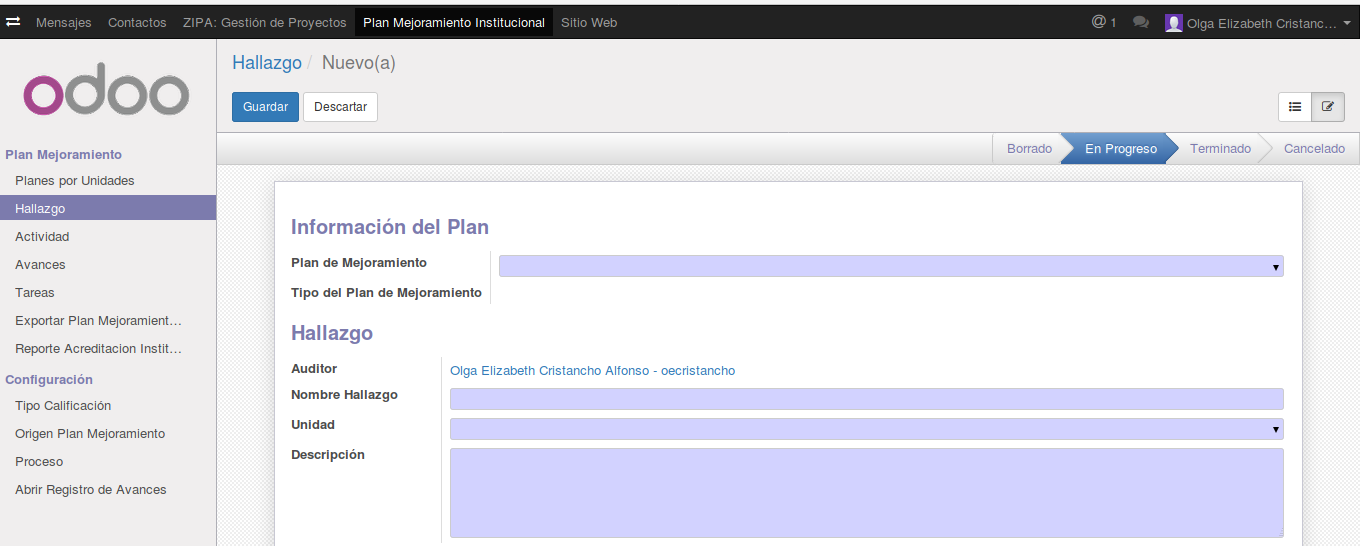 Mensajes Contactos ZIPA: Gestión de Proyectos Plan Mejoramiento Institucional Sitio Web @ 1 Olga Elizabeth Cristanc...
odoo
Hallazgo / Nuevo(a)
Guardar Descartar
Borrado En Progreso Terminado Cancelado
Plan Mejoramiento
Planes por Unidades
Hallazgo
Actividad
Avances
Tareas
Exportar Plan Mejoramient...
Reporte Acreditacion Instit...
Configuración
Tipo Calificación
Origen Plan Mejoramiento
Proceso
Abrir Registro de Avances
Información del Plan
Plan de Mejoramiento
Tipo del Plan de Mejoramiento
Hallazgo
Auditor Olga Elizabeth Cristancho Alfonso - oecristancho
Nombre Hallazgo
Unidad
Descripción